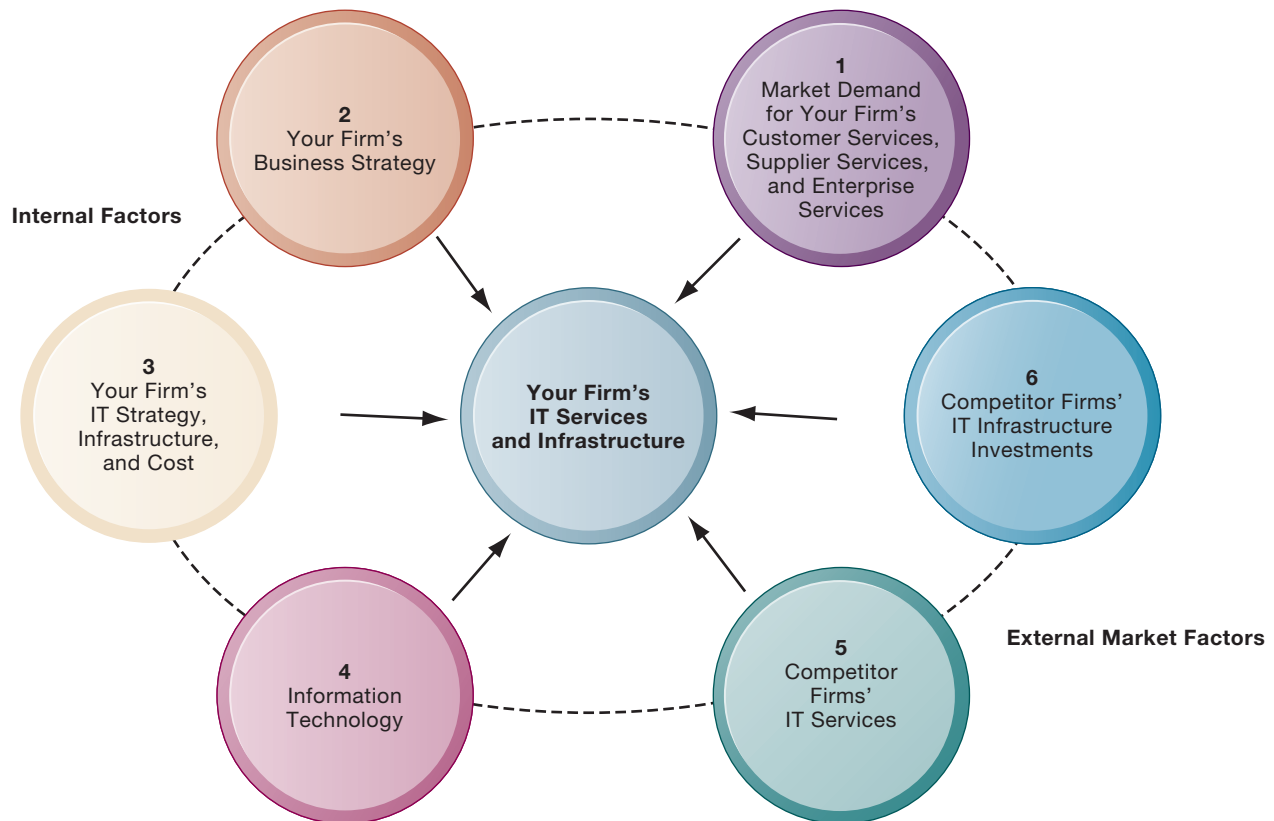 1
Market Demand
for Your Firm's
Customer Services,
Supplier Services,
and Enterprise
Services
2
Your Firm's
Business Strategy
Internal Factors
3
Your Firm's
IT Strategy,
Infrastructure,
and Cost
Your Firm's
IT Services
and Infrastructure
6
Competitor Firms'
IT Infrastructure
Investments
4
Information
Technology
5
Competitor
Firms'
IT Services
External Market Factors